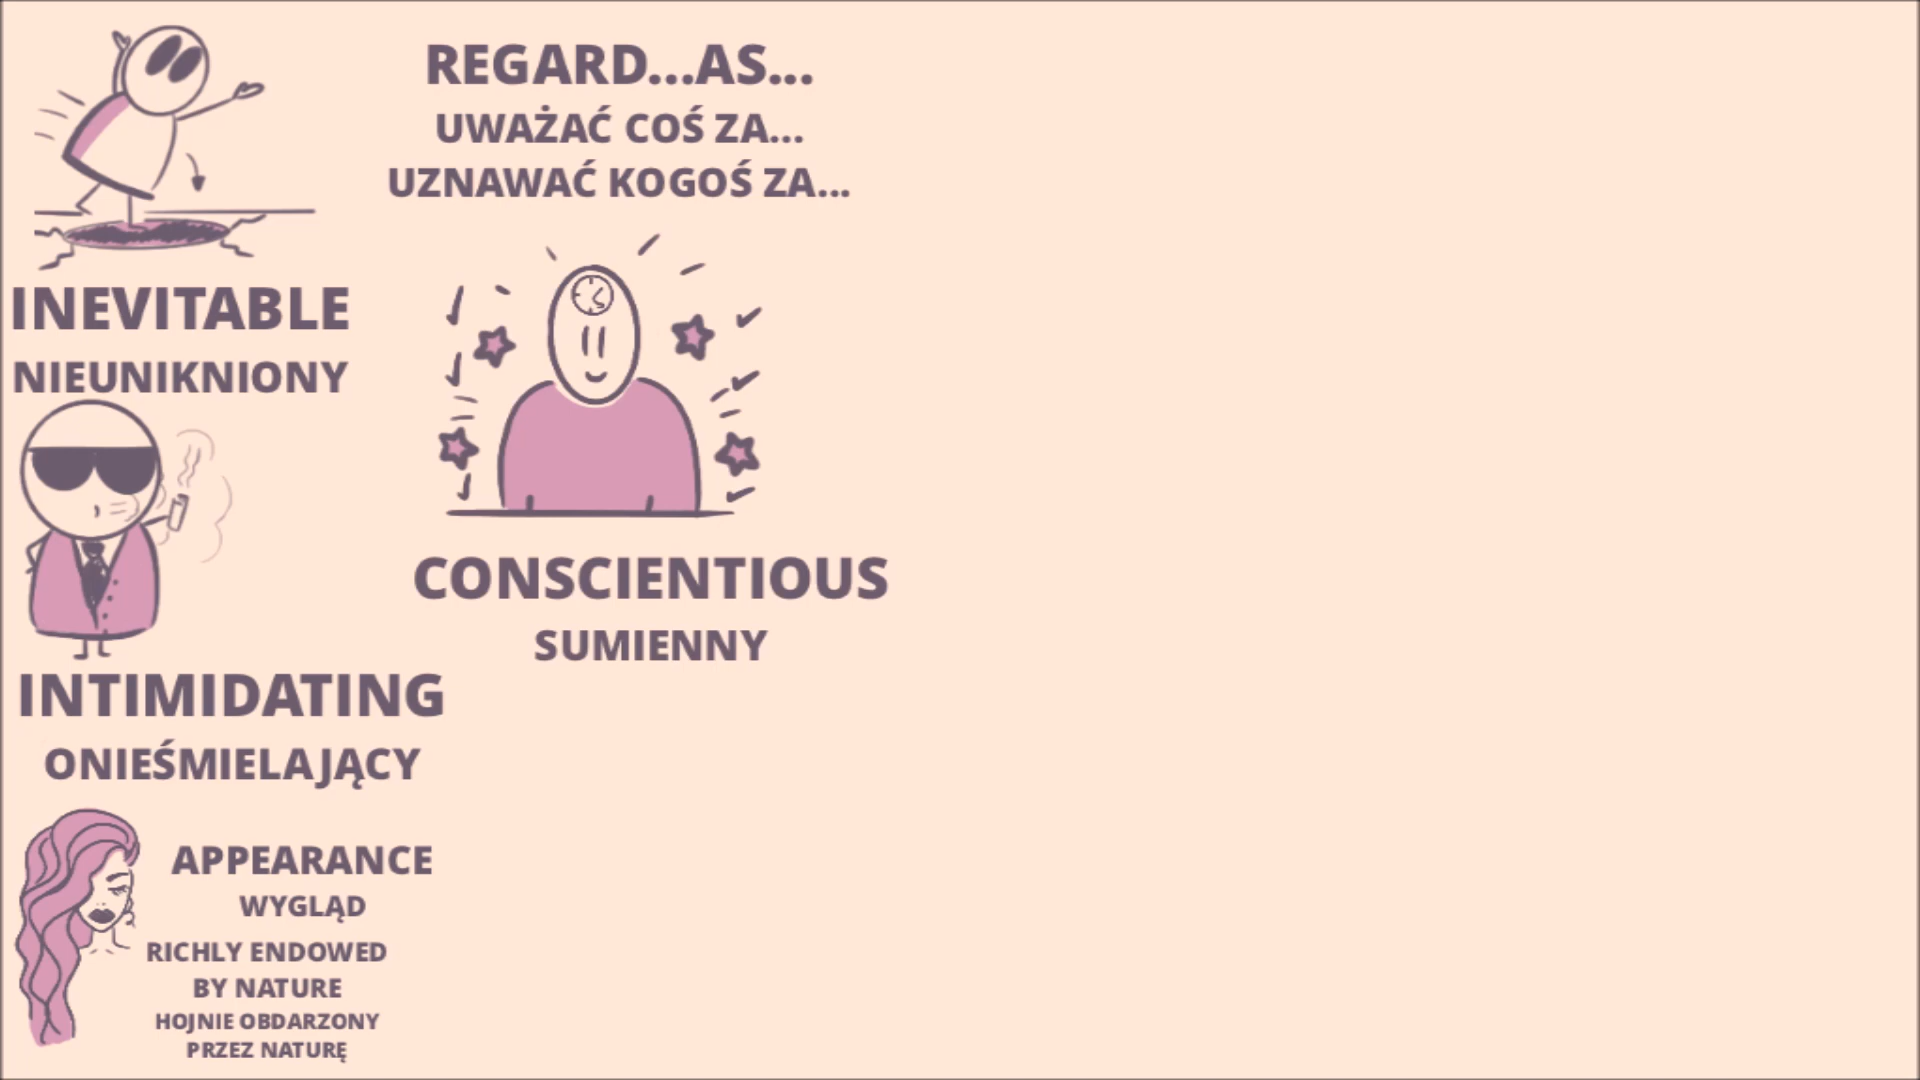 INEVITABLE
NIEUNIKNIONY
INTIMIDATING
ONIEŚMIELAJĄCY
APPEARANCE
WYGLĄD
RICHLY ENDOWED
BY NATURE
HOJNIE OBDARZONY
PRZEZ NATURĘ
REGARD...AS...
UWAŻAĆ COŚ ZA...
UZNAWAĆ KOGOŚ ZA...
CONSCIENTIOUS
SUMIENNY